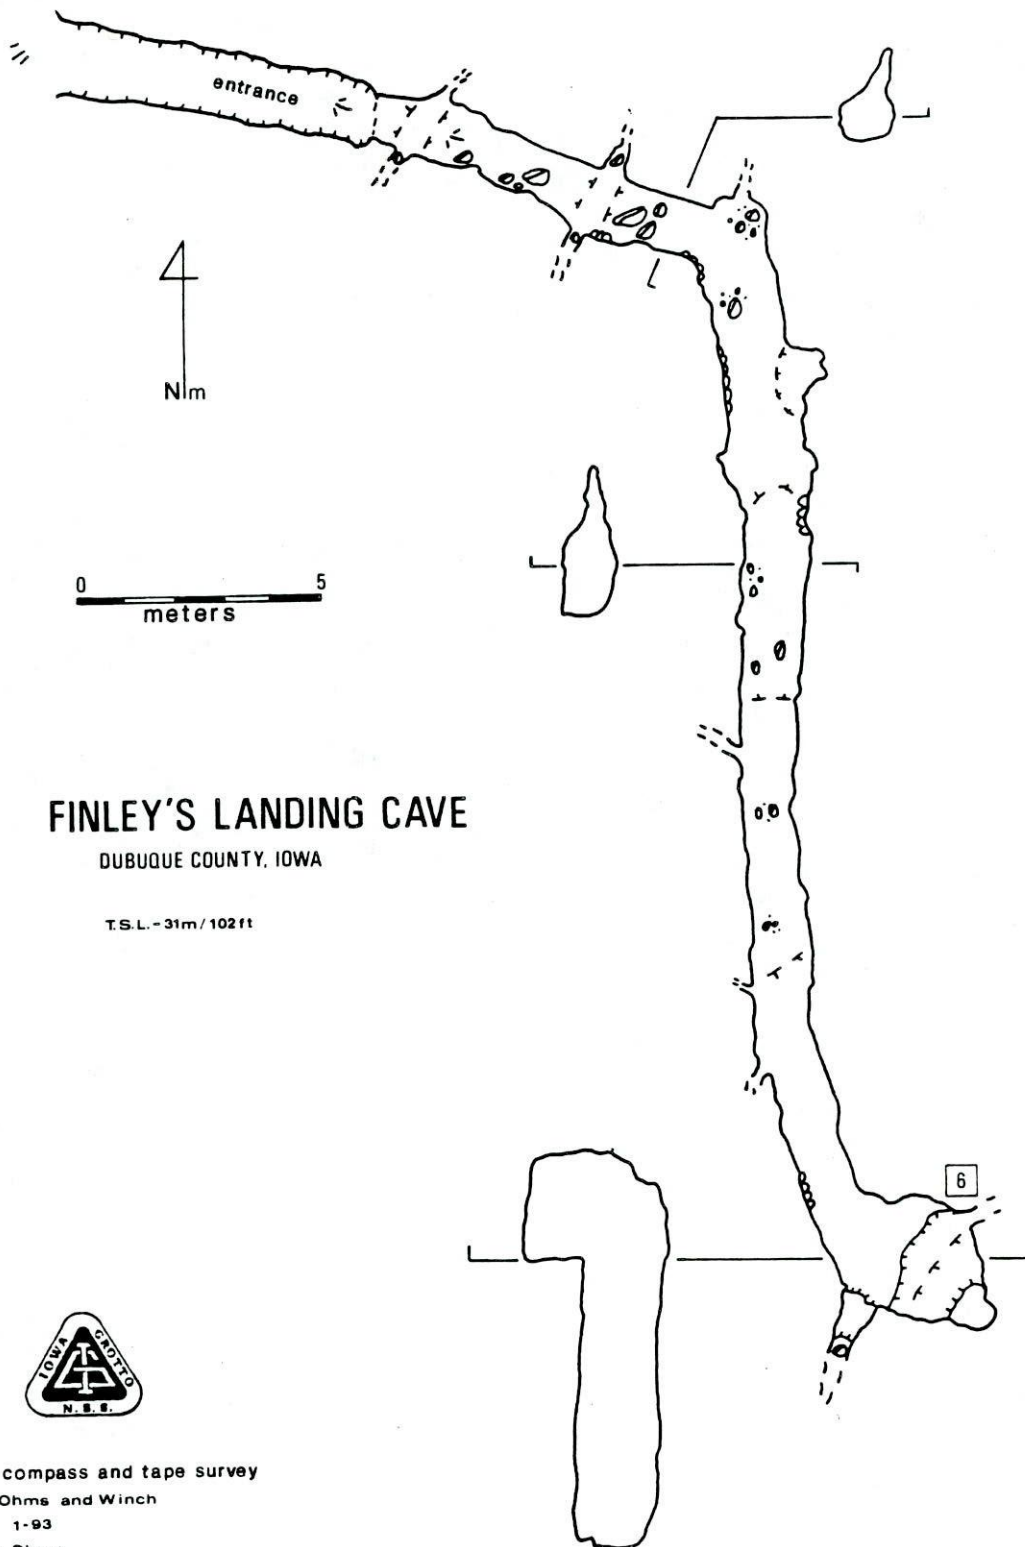 entrance
Nm
0 5
meters
FINLEY'S LANDING CAVE
DUBUQUE COUNTY, IOWA
T.S.L.-31m/102ft
6
IOWA GROTTO
N.S.S.
compass and tape survey
Ohms and Winch
1-93